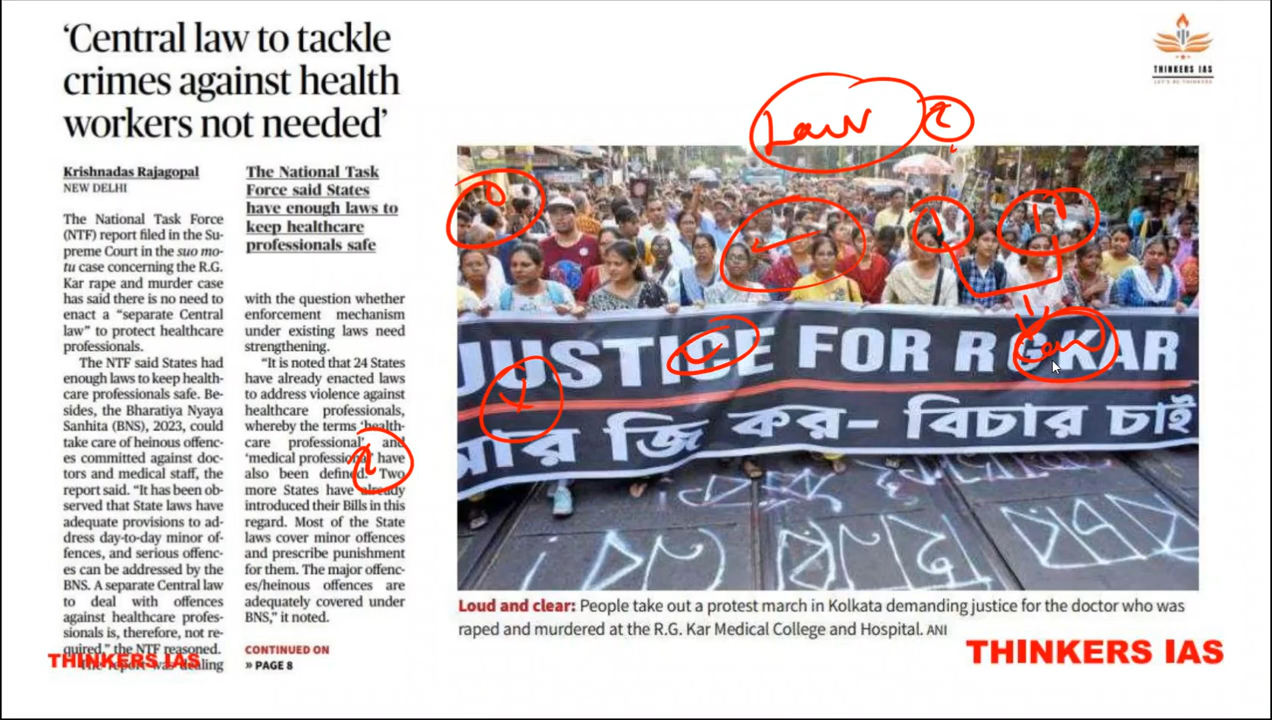 ‘Central law to tackle
crimes against health
workers not needed’
THINKERS IAS
LET'S BE THINKERS
Krishnadas Rajagopal
NEW DELHI
The National Task Force
(NTF) report filed in the Su-
preme Court in the suo mo-
tu case concerning the R.G.
Kar rape and murder case
has said there is no need to
enact a “separate Central
law” to protect healthcare
professionals.
The NTF said States had
enough laws to keep health-
care professionals safe. Be-
sides, the Bharatiya Nyaya
Sanhita (BNS), 2023, could
take care of heinous offenc-
es committed against doc-
tors and medical staff, the
report said. “It has been ob-
served that State laws have
adequate provisions to ad-
dress day-to-day minor of-
fences, and serious offenc-
es can be addressed by the
BNS. A separate Central law
to deal with offences
against healthcare profes-
sionals is, therefore, not re-
quired,” the NTF reasoned.
The report was dealing
THINKERS IAS
The National Task
Force said States
have enough laws to
keep healthcare
professionals safe
with the question whether
enforcement mechanism
under existing laws need
strengthening.
“It is noted that 24 States
have already enacted laws
to address violence against
healthcare professionals,
whereby the terms ‘health-
care professional’ and
‘medical professional’ have
also been defined. Two
more States have already
introduced their Bills in this
regard. Most of the State
laws cover minor offences
and prescribe punishment
for them. The major offenc-
es/heinous offences are
adequately covered under
BNS,” it noted.
CONTINUED ON
» PAGE 8
Law
JUSTICE FOR R G KAR
আর জি কর- বিচার চাই
Loud and clear: People take out a protest march in Kolkata demanding justice for the doctor who was
raped and murdered at the R.G. Kar Medical College and Hospital. ANI
THINKERS IAS